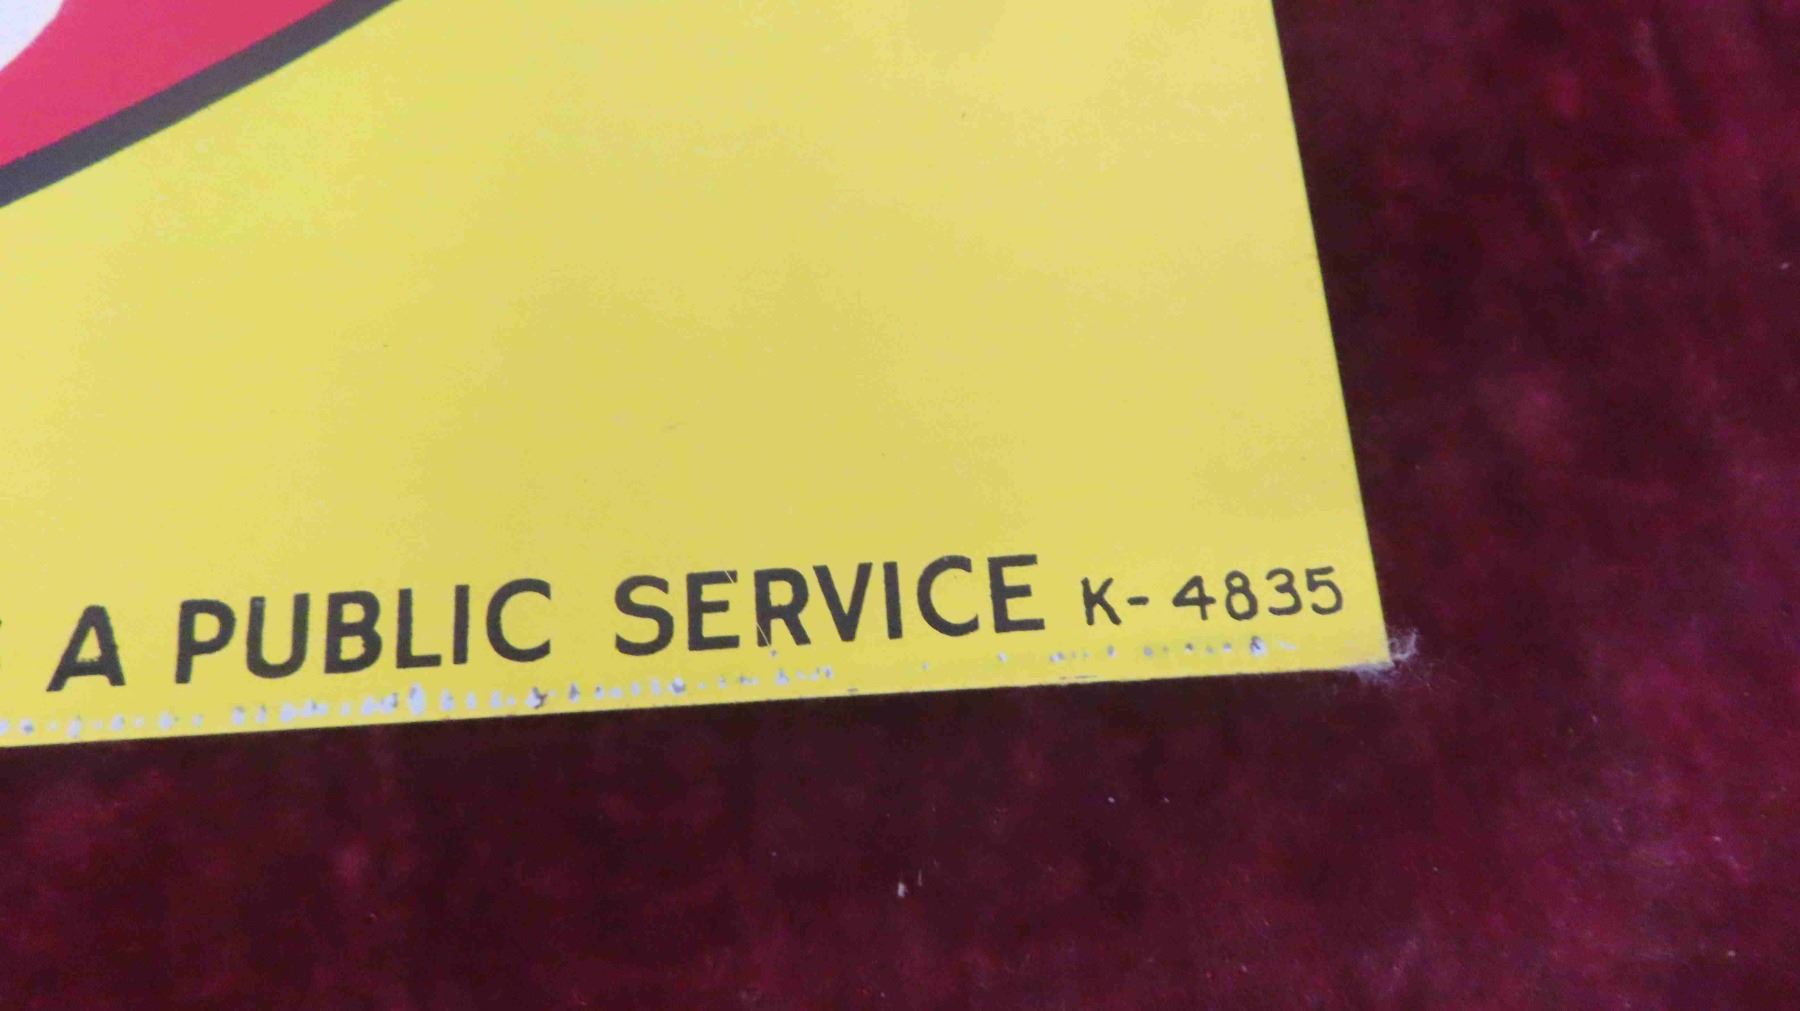 A PUBLIC SERVICE K-4835